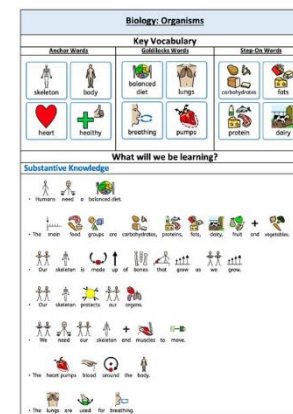 Biology: Organisms
Key Vocabulary
Anchor Words Goldilocks Words Step-On Words
skeleton body balanced diet lungs carbohydrates fats
heart healthy breathing pumps protein dairy
What will we be learning?
Substantive Knowledge
• Humans need a balanced diet.
• The main food groups are carbohydrates, proteins, fats, dairy, fruit and vegetables.
• Our skeleton is made up of bones that grow as we grow.
• Our skeleton protects our organs.
• We need our skeleton and muscles to move.
• The heart pumps blood around the body.
• The lungs are used for breathing.